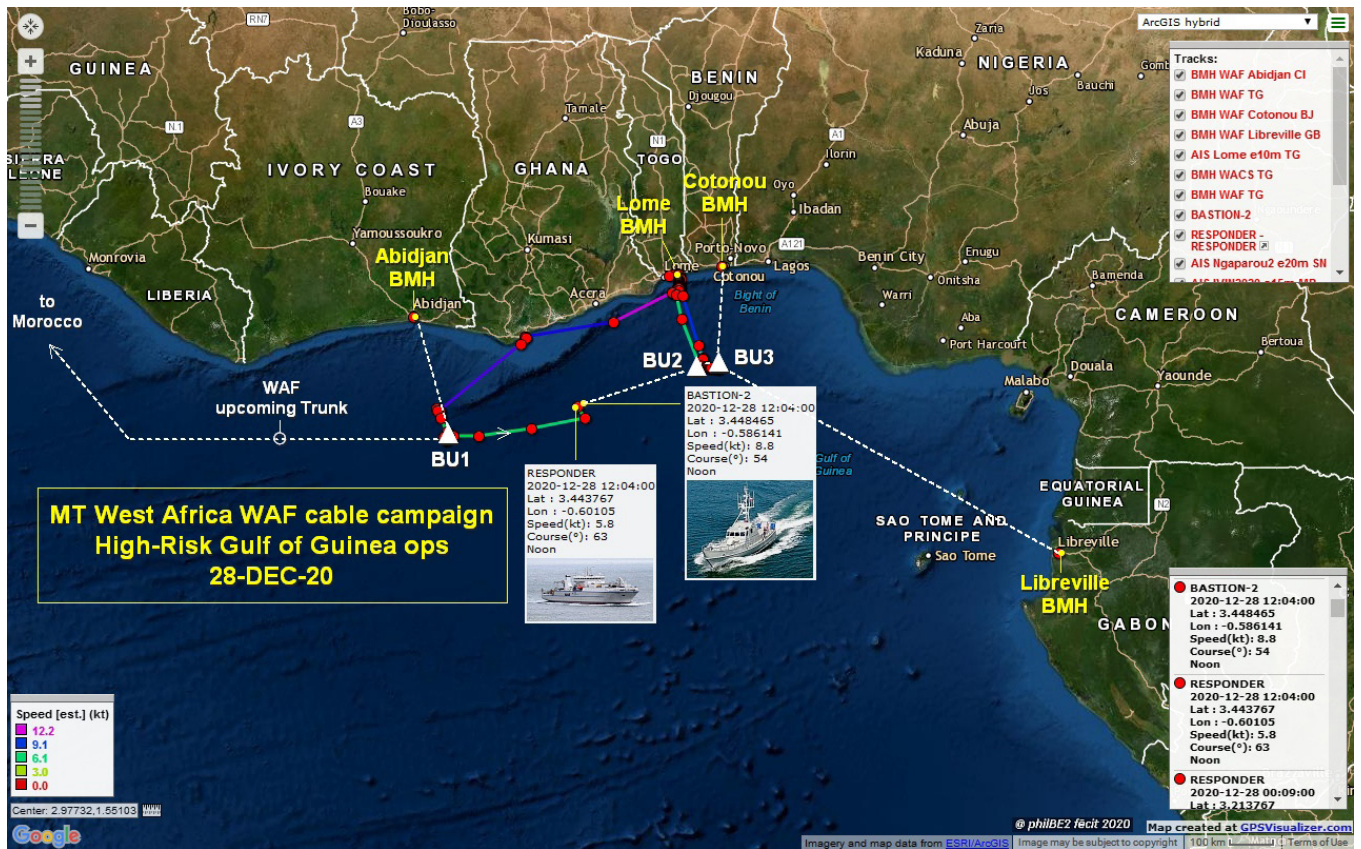 ArcGIS hybrid
Tracks:
BMH WAF Abidjan CI
BMH WAF TG
BMH WAF Cotonou BJ
BMH WAF Libreville GB
AIS Lome e10m TG
BMH WACS TG
BMH WAF TG
BASTION-2
RESPONDER -
RESPONDER
AIS Ngaparou2 e20m SN
Bobo-
Dioulasso
RN7
GUINEA
N.1
A3
SIERRA
LEONE
IVORY COAST
Bouake
Yamoussoukro
Monrovia
LIBERIA
Abidjan
BMH
Abidjan
GHANA
Tamale
Kumasi
Accra
N1
TOGO
BENIN
Djougou
Lome
BMH
Cotonou
BMH
Lome
Porto-Novo
Cotonou
Lagos
A121
Oyo
Ibadan
Ilorin
A1
Kaduna
Zaria
NIGERIA
Jos
Bauchi
Abuja
Benin City
Enugu
Onitsha
Warri
Aba
Port Harcourt
Bamenda
CAMEROON
Bertoua
Douala
Yaounde
Malabo
Bight of
Benin
Gulf of
Guinea
to
Morocco
WAF
upcoming Trunk
BU1
BU2
BU3
BASTION-2
2020-12-28 12:04:00
Lat : 3.448465
Lon : -0.586141
Speed(kt): 8.8
Course(°): 54
Noon
RESPONDER
2020-12-28 12:04:00
Lat : 3.443767
Lon : -0.60105
Speed(kt): 5.8
Course(°): 63
Noon
MT West Africa WAF cable campaign
High-Risk Gulf of Guinea ops
28-DEC-20
EQUATORIAL
GUINEA
N2
SAO TOME AND
PRINCIPE
Sao Tome
Libreville
Libreville
BMH
GABON
BASTION-2
2020-12-28 12:04:00
Lat : 3.448465
Lon : -0.586141
Speed(kt): 8.8
Course(°): 54
Noon
RESPONDER
2020-12-28 12:04:00
Lat : 3.443767
Lon : -0.60105
Speed(kt): 5.8
Course(°): 63
Noon
RESPONDER
2020-12-28 00:09:00
Lat : 3.213767
Speed [est.] (kt)
12.2
9.1
6.1
3.0
0.0
Center: 2.97732,1.55103
Google
@ philBE2 fécit 2020
Map created at GPSVisualizer.com
Imagery and map data from ESRI/ArcGIS
Image may be subject to copyright
100 km
Terms of Use